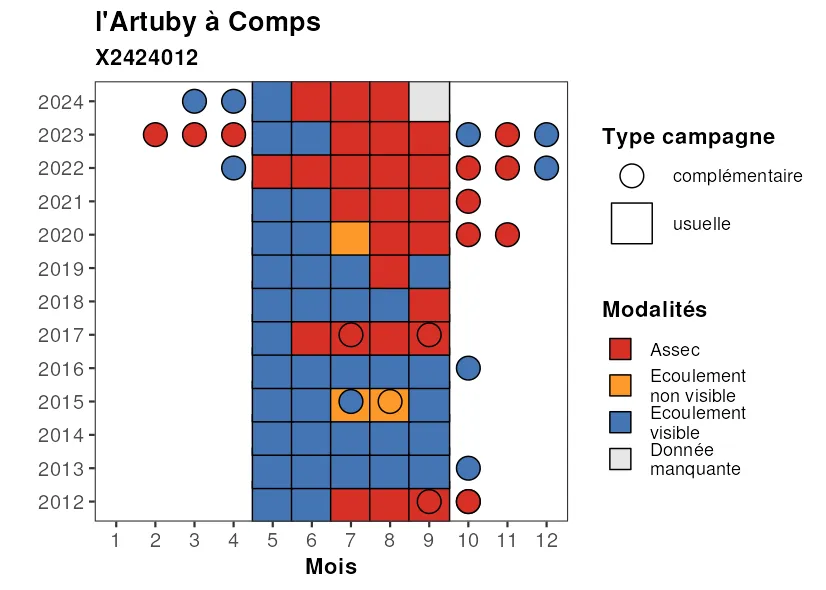 l'Artuby à Comps
X2424012
2024
2023
2022
2021
2020
2019
2018
2017
2016
2015
2014
2013
2012
1 2 3 4 5 6 7 8 9 10 11 12
Mois
Type campagne
complémentaire
usuelle
Modalités
Assec
Ecoulement
non visible
Ecoulement
visible
Donnée
manquante